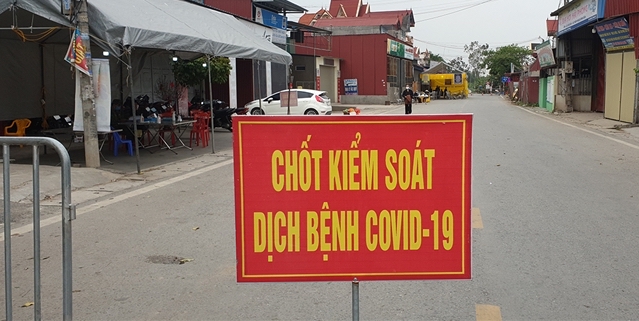 CHỐT KIỂM SOÁT
DỊCH BỆNH COVID-19